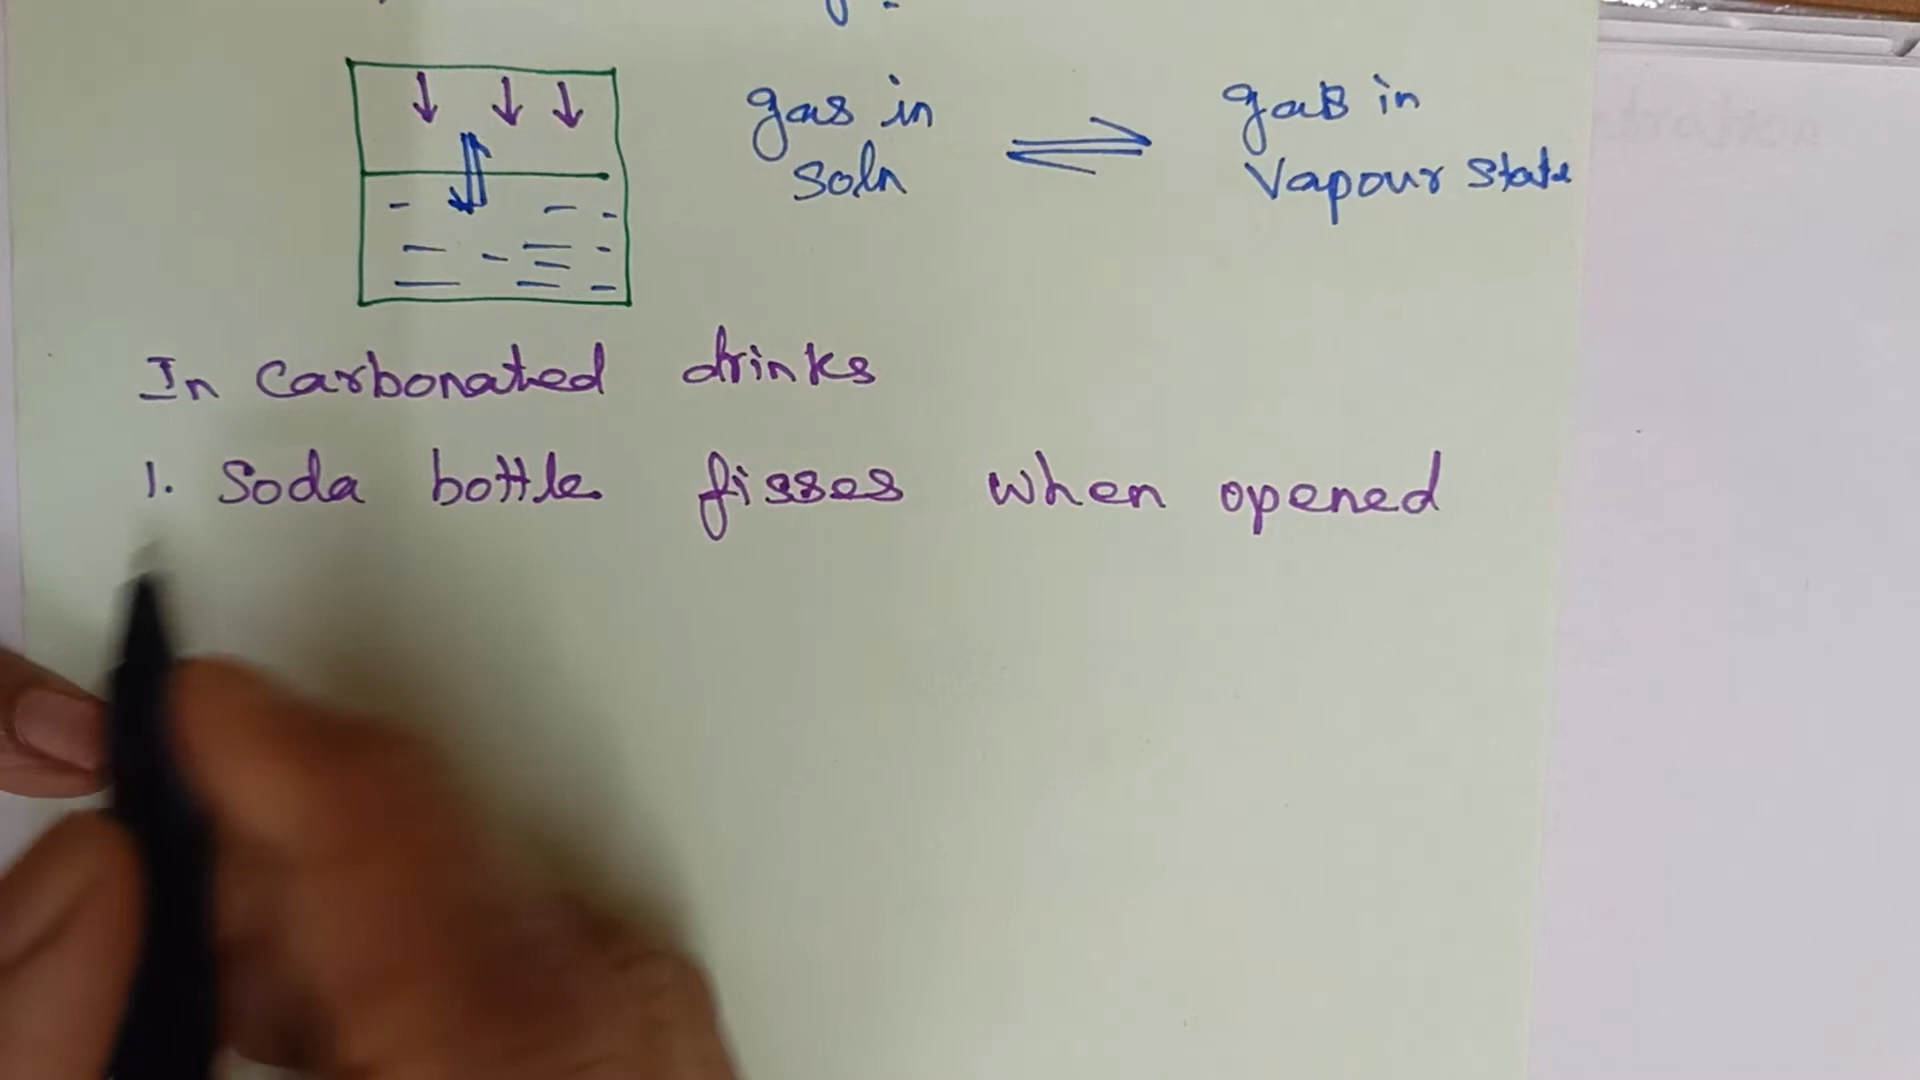 gas in
soln
⇌
gas in
Vapour state
In carbonated drinks
1. Soda bottle fisses when opened